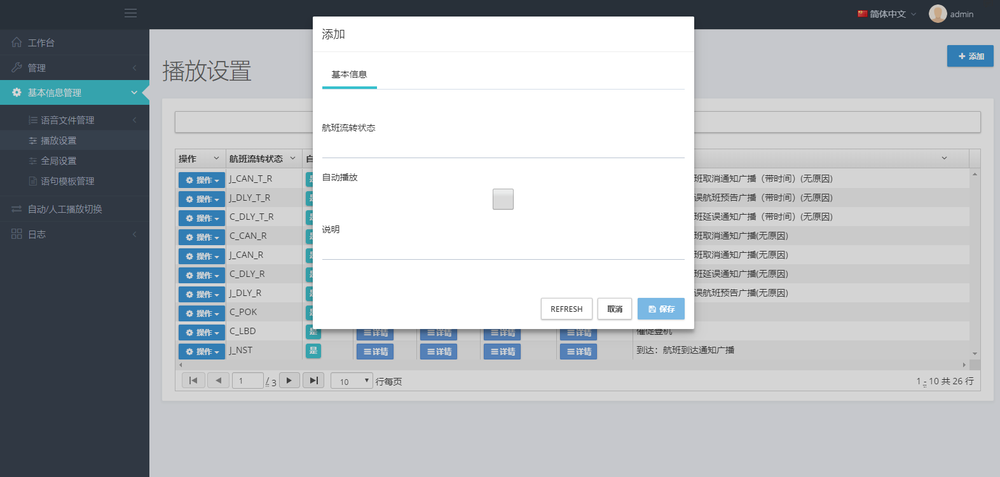 简体中文 admin
工作台
管理
基本信息管理
语音文件管理
播放设置
全局设置
语句模板管理
自动/人工播放切换
日志
播放设置
添加
添加
基本信息
航班流转状态
自动播放
说明
REFRESH 取消 保存
操作 航班流转状态
操作 J_CAN_T_R 是 班取消通知广播（带时间）(无原因)
操作 J_DLY_T_R 是 误航班预告广播（带时间）(无原因)
操作 C_DLY_T_R 是 班延误通知广播（带时间）(无原因)
操作 C_CAN_R 是 班取消通知广播(无原因)
操作 J_CAN_R 是 班取消通知广播(无原因)
操作 C_DLY_R 是 班延误通知广播(无原因)
操作 J_DLY_R 是 误航班预告广播(无原因)
操作 C_POK 是
操作 C_LBD 是 详情 详情 详情 详情 催促登机
操作 J_NST 是 详情 详情 详情 详情 到达：航班到达通知广播
1 / 3 10 行每页 1 - 10 共 26 行